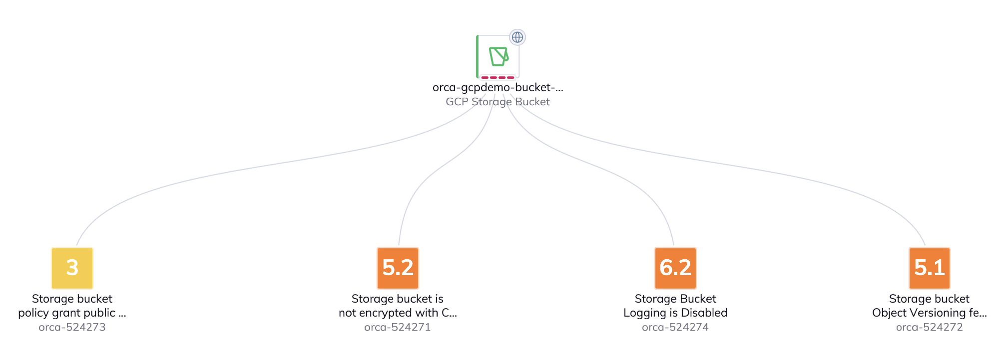 orca-gcpdemo-bucket-...
GCP Storage Bucket
3
Storage bucket
policy grant public ...
orca-524273
5.2
Storage bucket is
not encrypted with C...
orca-524271
6.2
Storage Bucket
Logging is Disabled
orca-524274
5.1
Storage bucket
Object Versioning fe...
orca-524272